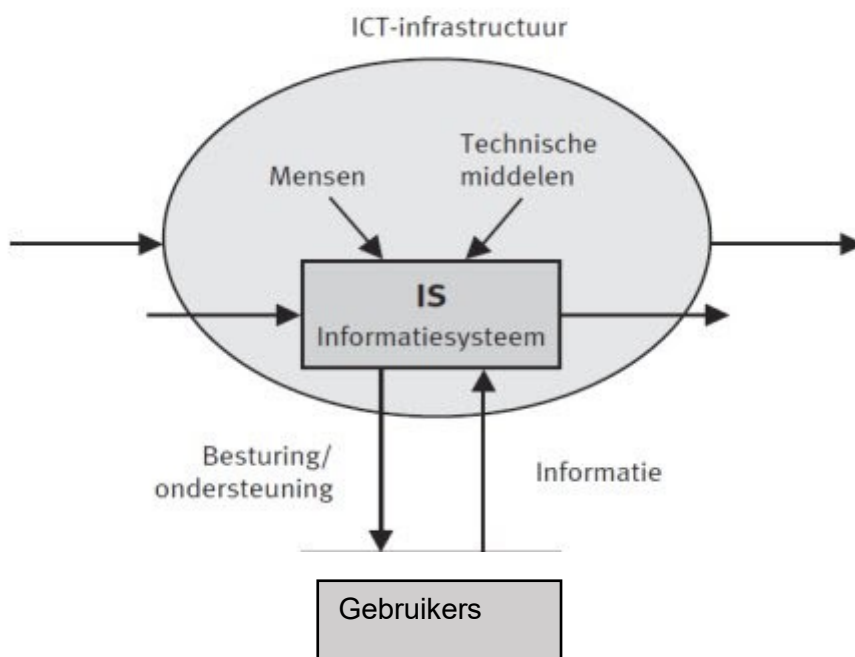 ICT-infrastructuur
Technische
middelen
Mensen
IS
Informatiesysteem
Besturing/
ondersteuning
Informatie
Gebruikers